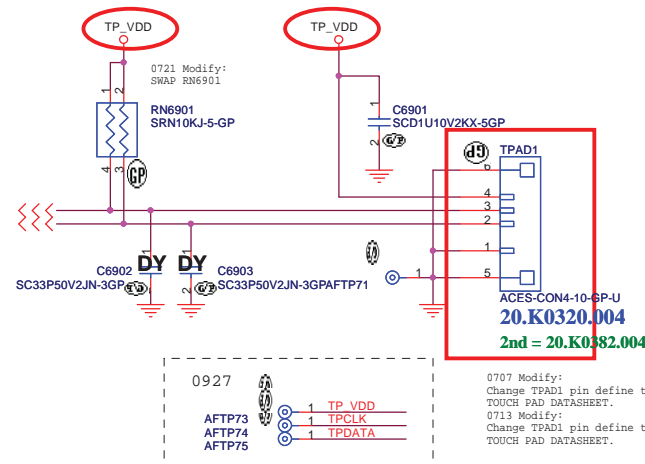 TP_VDD
TP_VDD
0721 Modify:
SWAP RN6901
1
2
RN6901
SRN10KJ-5-GP
4
3
GP
1
C6901
SCD1U10V2KX-5GP
2
G/P
GP
TPAD1
6
4
3
2
1
5
DY
DY
1
1
C6902
SC33P50V2JN-3GP
2
C6903
SC33P50V2JN-3GP
2
AFTP71
1
ACES-CON4-10-GP-U
20.K0320.004
2nd = 20.K0382.004
0927
AFTP73
1
TP_VDD
AFTP74
1
TPCLK
AFTP75
1
TPDATA
0707 Modify:
Change TPAD1 pin define t
TOUCH PAD DATASHEET.
0713 Modify:
Change TPAD1 pin define t
TOUCH PAD DATASHEET.